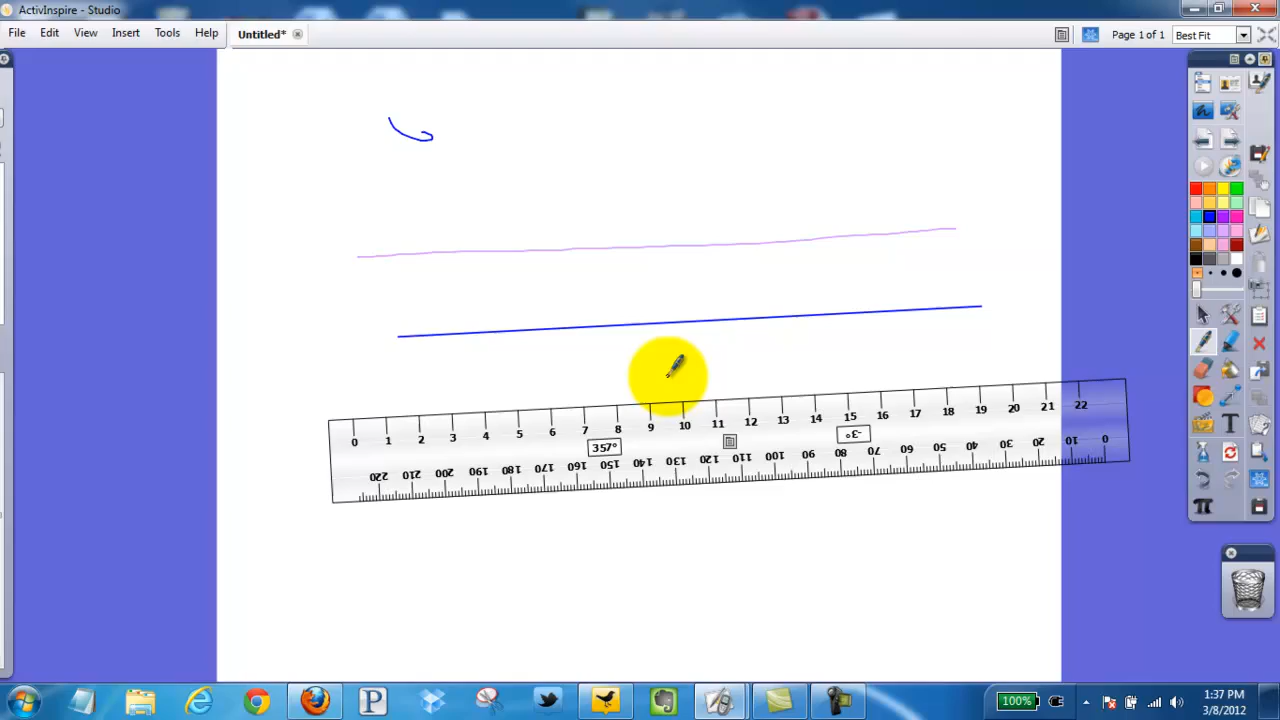 ActivInspire - Studio
File Edit View Insert Tools Help Untitled* Page 1 of 1 Best Fit
0 1 2 3 4 5 6 7 8 9 10 11 12 13 14 15 16 17 18 19 20 21 22
357° -3°
220 210 200 190 180 170 160 150 140 130 120 110 100 90 80 70 60 50 40 30 20 10 0
100% 1:37 PM
3/8/2012